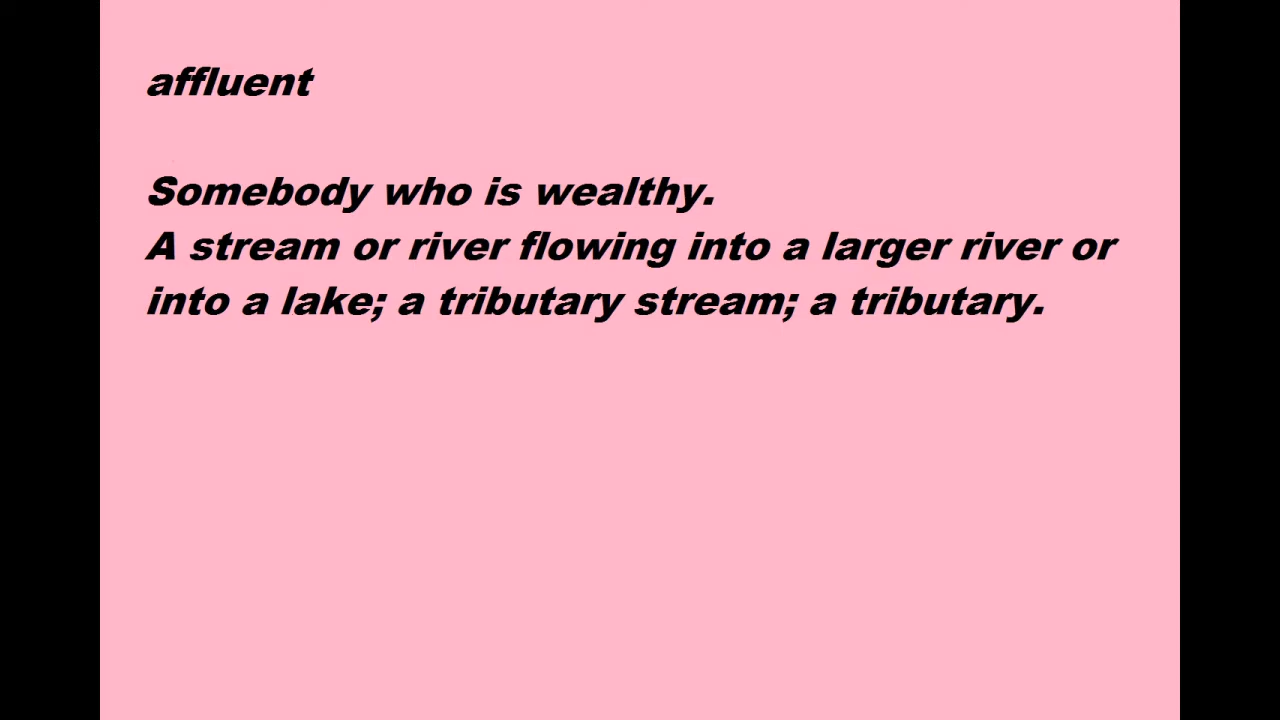 affluent
Somebody who is wealthy.
A stream or river flowing into a larger river or
into a lake; a tributary stream; a tributary.